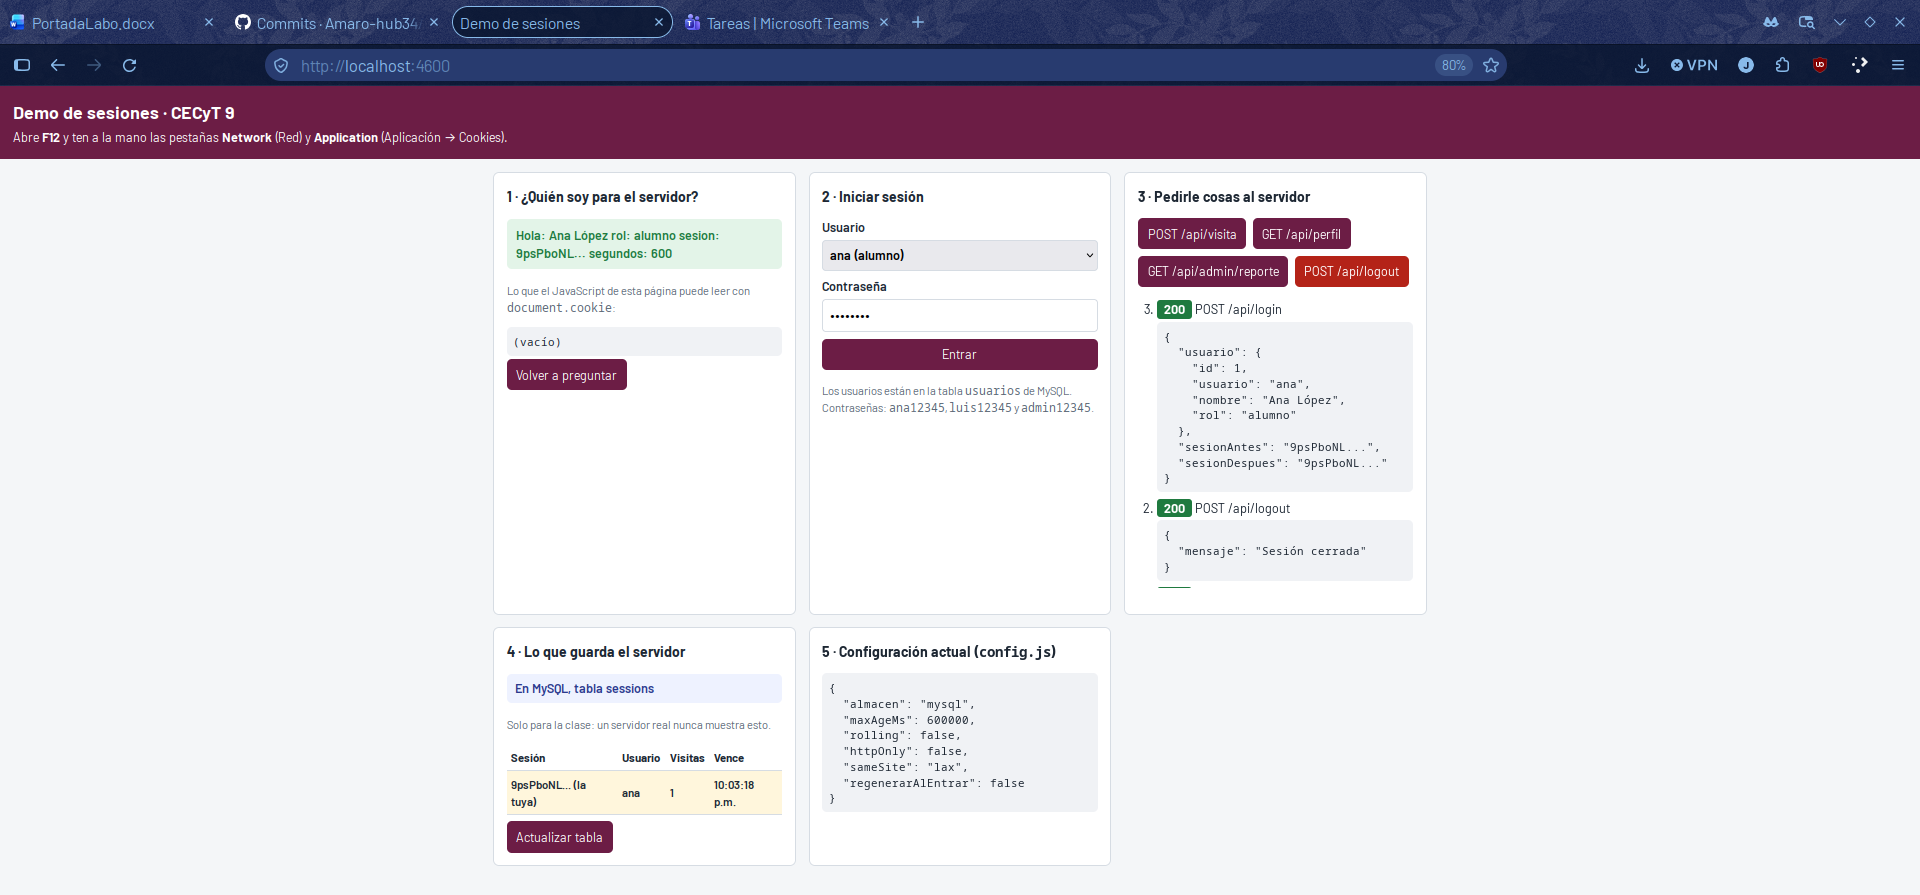 PortadaLabo.docx
Commits · Amaro-hub34
Demo de sesiones
Tareas | Microsoft Teams
http://localhost:4600
80%
VPN
Demo de sesiones · CECyT 9
Abre F12 y ten a la mano las pestañas Network (Red) y Application (Aplicación → Cookies).
1 · ¿Quién soy para el servidor?
Hola: Ana López rol: alumno sesion:
9psPboNL... segundos: 600
Lo que el JavaScript de esta página puede leer con
document.cookie:
(vacío)
Volver a preguntar
2 · Iniciar sesión
Usuario
ana (alumno)
Contraseña
••••••••
Entrar
Los usuarios están en la tabla usuarios de MySQL.
Contraseñas: ana12345, luis12345 y admin12345.
3 · Pedirle cosas al servidor
POST /api/visita
GET /api/perfil
GET /api/admin/reporte
POST /api/logout
3. 200 POST /api/login
{
"usuario": {
"id": 1,
"usuario": "ana",
"nombre": "Ana López",
"rol": "alumno"
},
"sesionAntes": "9psPboNL...",
"sesionDespues": "9psPboNL..."
}
2. 200 POST /api/logout
{
"mensaje": "Sesión cerrada"
}
4 · Lo que guarda el servidor
En MySQL, tabla sessions
Solo para la clase: un servidor real nunca muestra esto.
Sesión Usuario Visitas Vence
9psPboNL... (la tuya) ana 1 10:03:18 p.m.
Actualizar tabla
5 · Configuración actual (config.js)
{
"almacen": "mysql",
"maxAgeMs": 600000,
"rolling": false,
"httpOnly": false,
"sameSite": "lax",
"regenerarAlEntrar": false
}